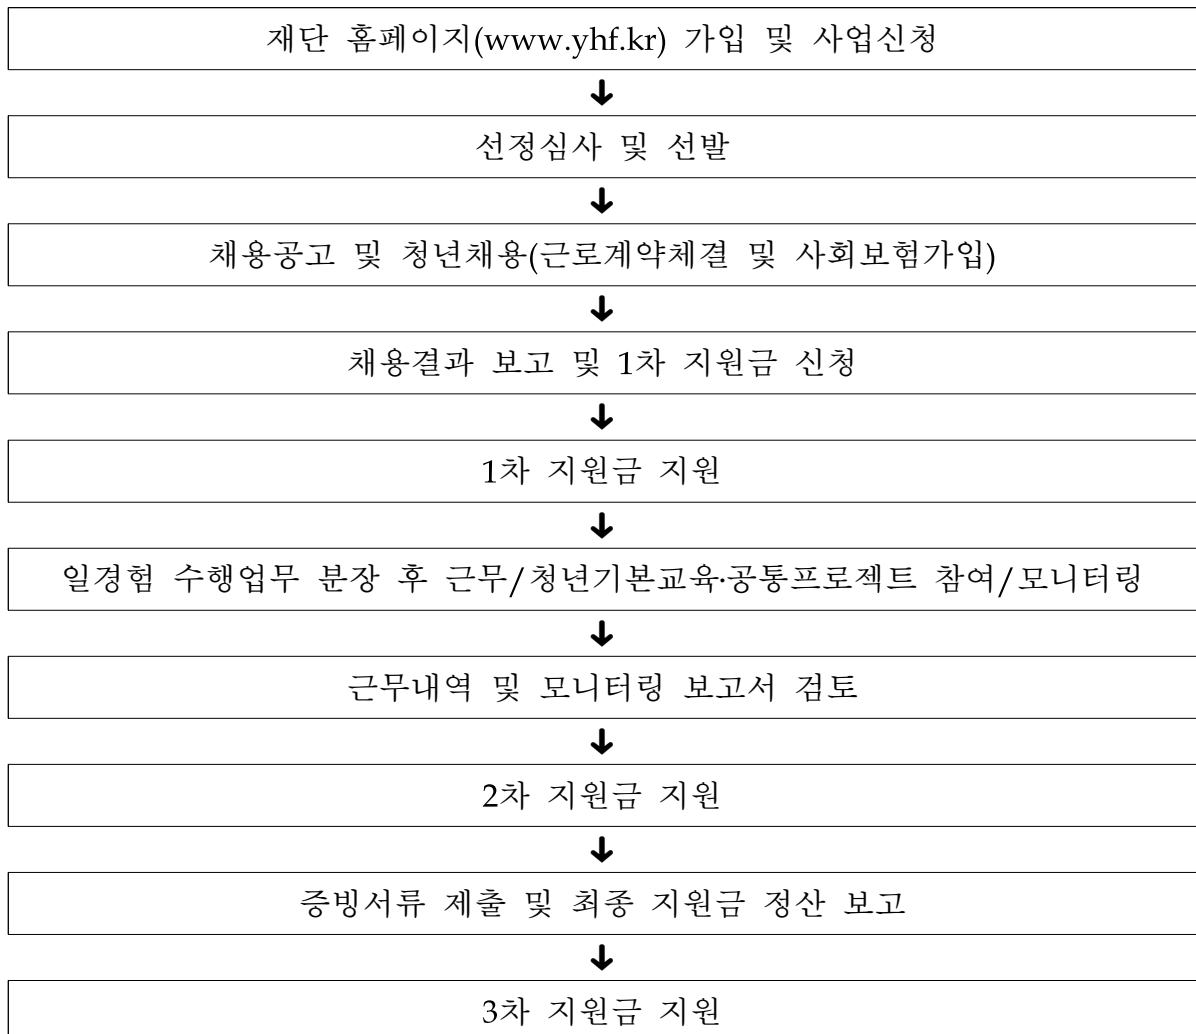 재단 홈페이지(www.yhf.kr) 가입 및 사업신청
선정심사 및 선발
채용공고 및 청년채용(근로계약체결 및 사회보험가입)
채용결과 보고 및 1차 지원금 신청
1차 지원금 지원
일경험 수행업무 분장 후 근무/청년기본교육·공통프로젝트 참여/모니터링
근무내역 및 모니터링 보고서 검토
2차 지원금 지원
증빙서류 제출 및 최종 지원금 정산 보고
3차 지원금 지원